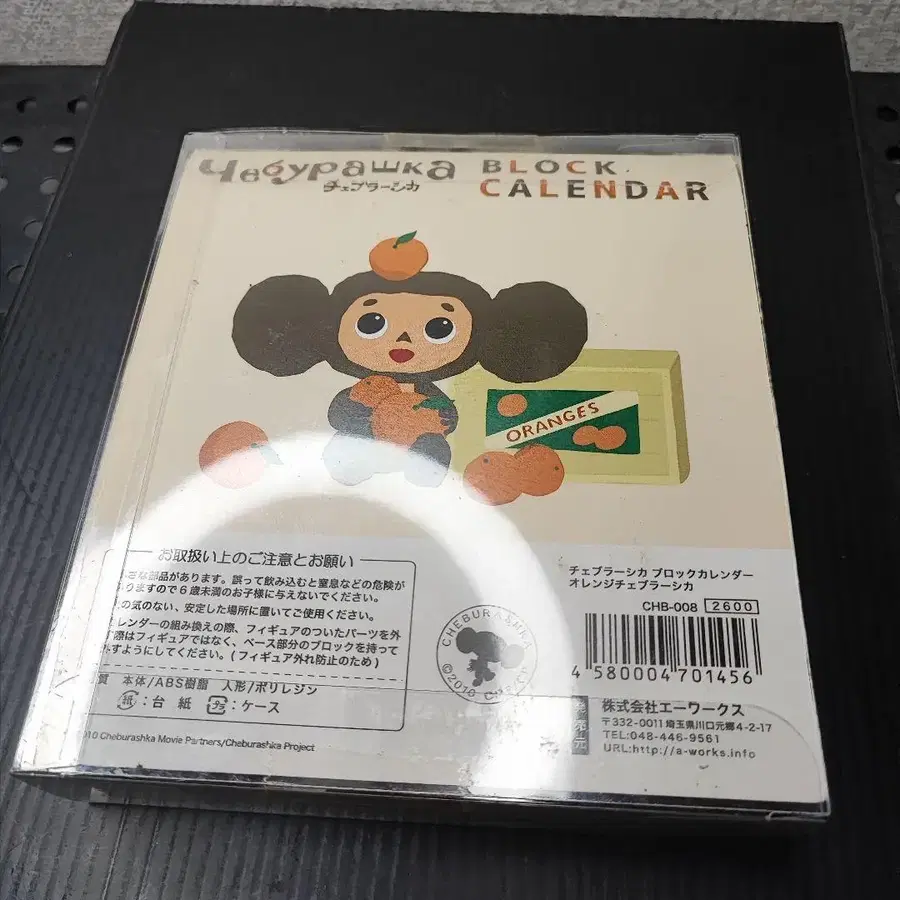 Чебурашка
チェブラーシカ
BLOCK
CALENDAR
ORANGES
お取扱い上のご注意とお願い
な部品があります。誤って飲み込むと窒息などの危険が
ありますので6歳未満のお子様に与えないでください。
の気のない、安定した場所に置いてご使用ください。
レンダーの組み換えの際、フィギュアのついたパーツを外
す際はフィギュアではなく、ベース部分のブロックを持って
外すようにしてください。(フィギュア外れ防止のため)
質 本体/ABS樹脂 人形/ポリレジン
紙:台紙 プラ:ケース
010 Cheburashka Movie Partners/Cheburashka Project
CHEBURASHKA
©2010
チェブラーシカ ブロックカレンダー
オレンジチェブラーシカ
CHB-008 2600
4 580004 701456
発売元
株式会社エーワークス
〒332-0011 埼玉県川口元郷4-2-17
TEL:048-446-9561
URL:http://a-works.info